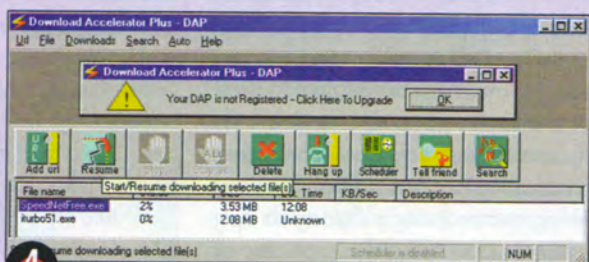 Download Accelerator Plus - DAP
Url File Downloads Search Auto Help
Download Accelerator Plus - DAP
Your DAP is not Registered - Click Here To Upgrade OK
URL ALL
Add url Resume Delete Hang up Scheduler Tell friend Search
File name Time KB/Sec Description
Start/Resume downloading selected file(s)
SpeedNetFree.exe 2% 3.53 MB 12:08
iturbo51.exe 0% 2.08 MB Unknown
downloading selected file(s) Scheduler is disabled NUM
4